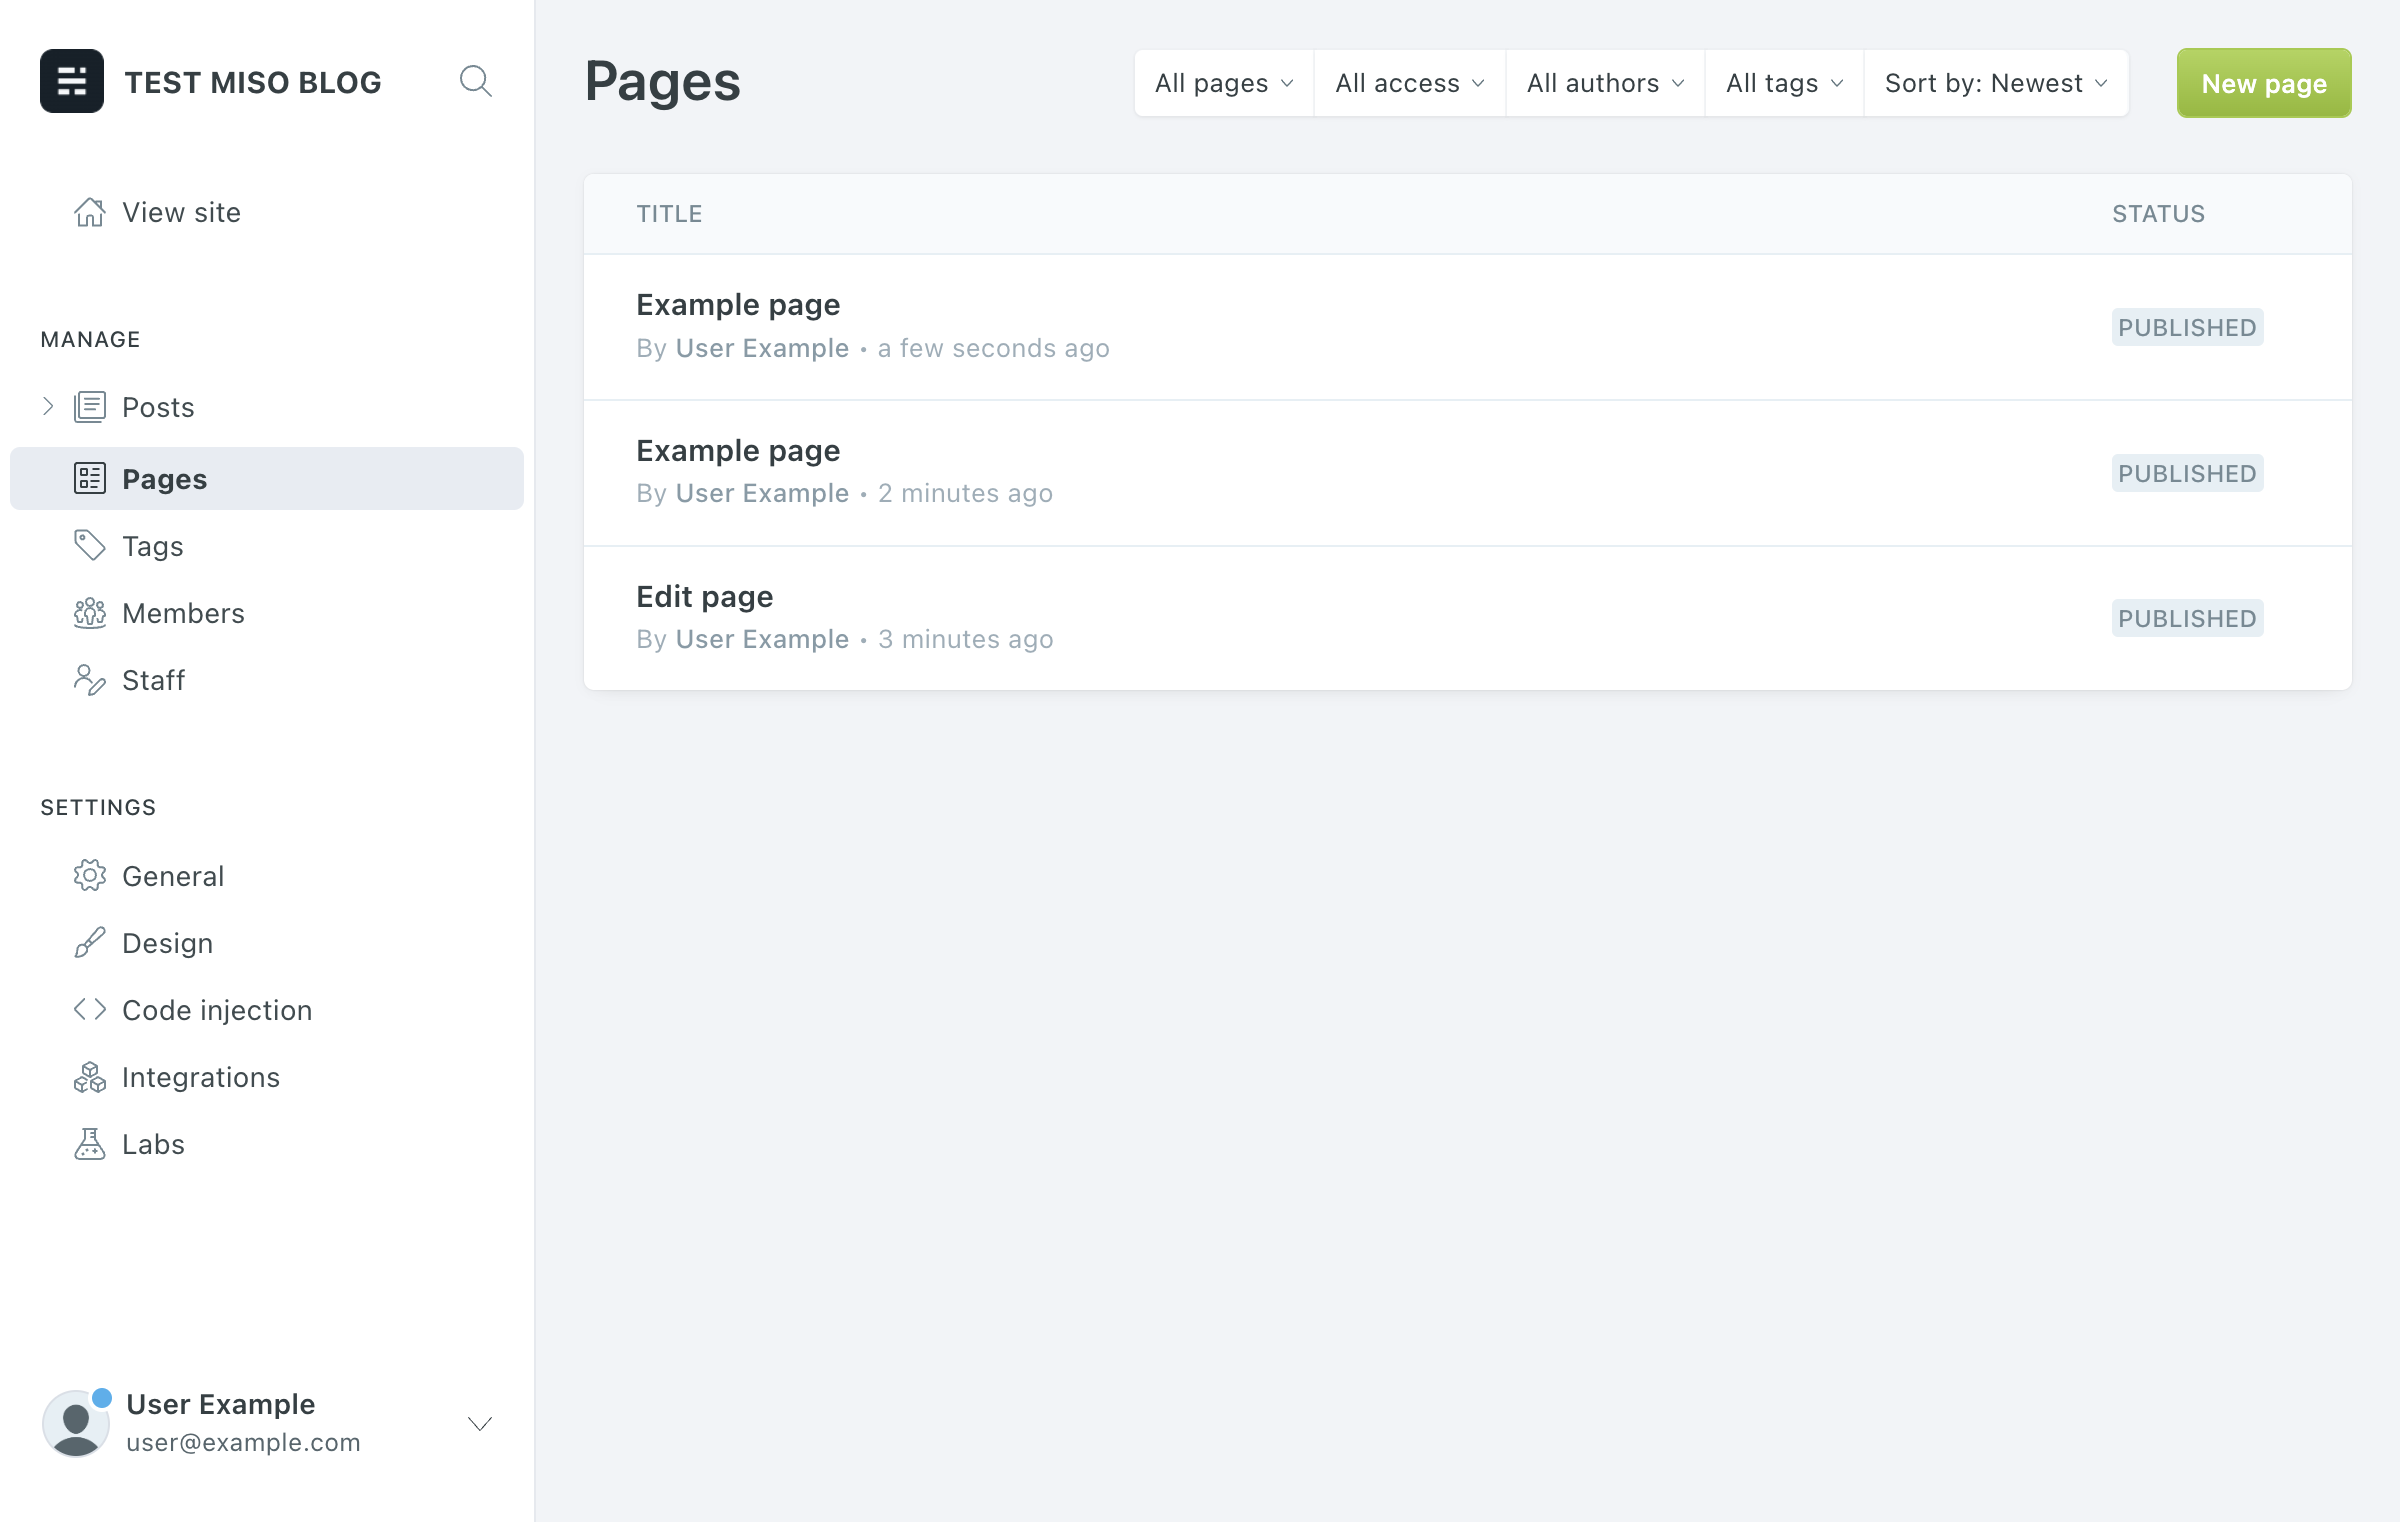 TEST MISO BLOG
View site
MANAGE
Posts
Pages
Tags
Members
Staff
SETTINGS
General
Design
Code injection
Integrations
Labs
User Example
user@example.com
Pages
All pages
All access
All authors
All tags
Sort by: Newest
New page
TITLE STATUS
Example page
By User Example • a few seconds ago
PUBLISHED
Example page
By User Example • 2 minutes ago
PUBLISHED
Edit page
By User Example • 3 minutes ago
PUBLISHED